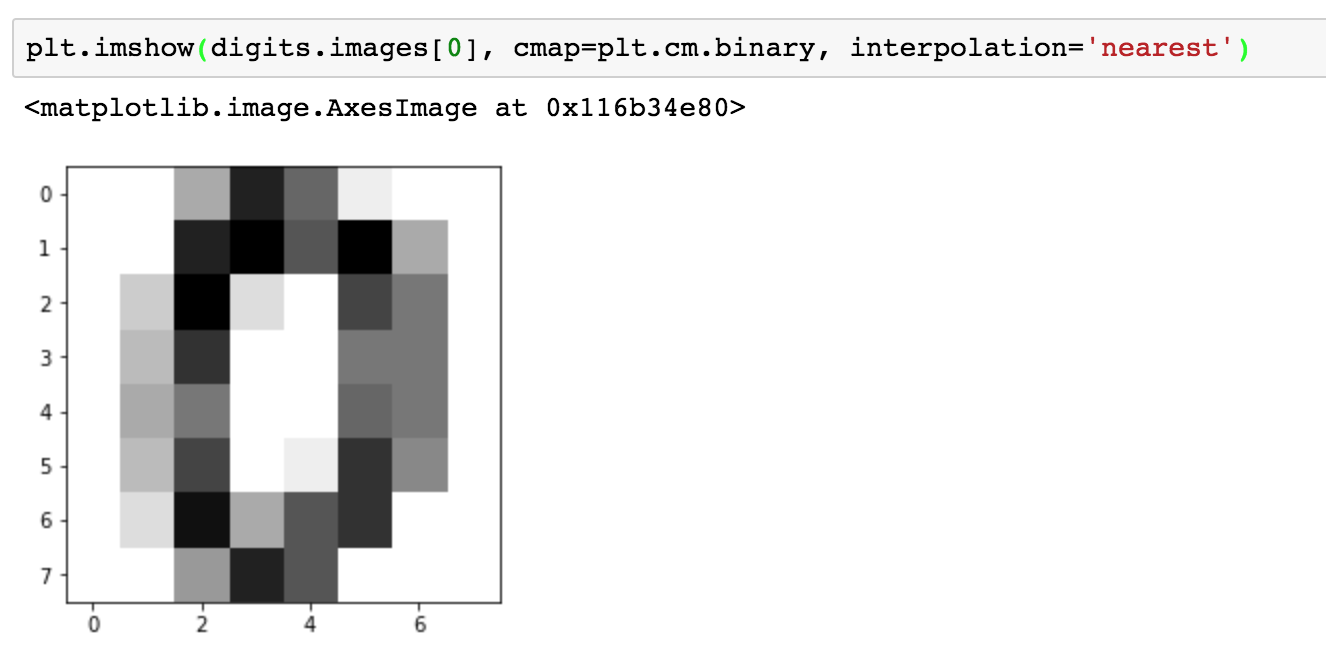 plt.imshow(digits.images[0], cmap=plt.cm.binary, interpolation='nearest')
<matplotlib.image.AxesImage at 0x116b34e80>
0
1
2
3
4
5
6
7
0 2 4 6